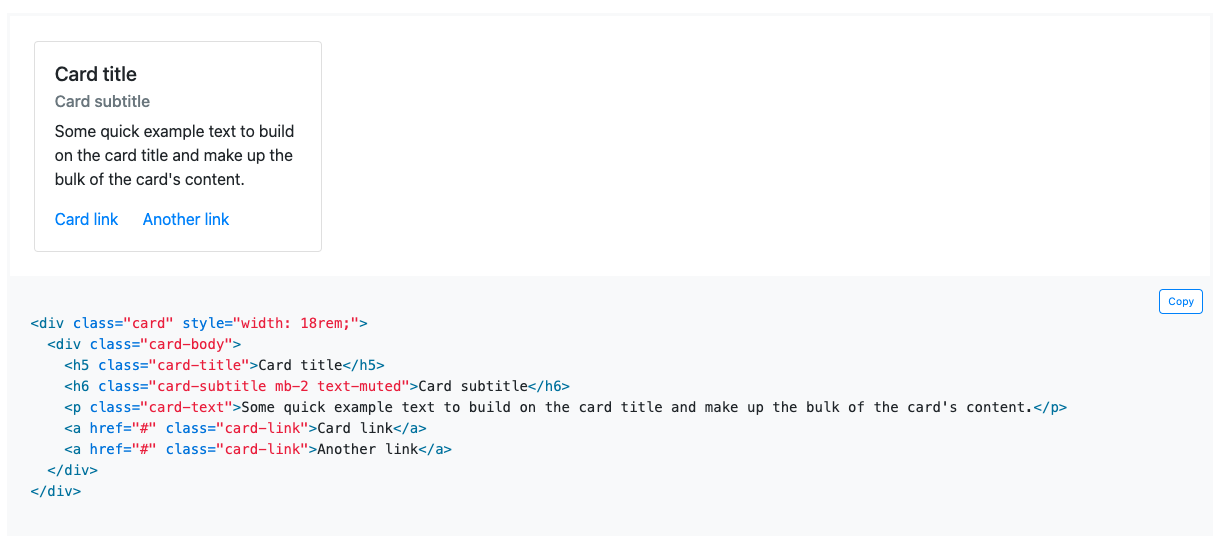 Card title
Card subtitle
Some quick example text to build
on the card title and make up the
bulk of the card's content.
Card link Another link
Copy
<div class="card" style="width: 18rem;">
  <div class="card-body">
    <h5 class="card-title">Card title</h5>
    <h6 class="card-subtitle mb-2 text-muted">Card subtitle</h6>
    <p class="card-text">Some quick example text to build on the card title and make up the bulk of the card's content.</p>
    <a href="#" class="card-link">Card link</a>
    <a href="#" class="card-link">Another link</a>
  </div>
</div>